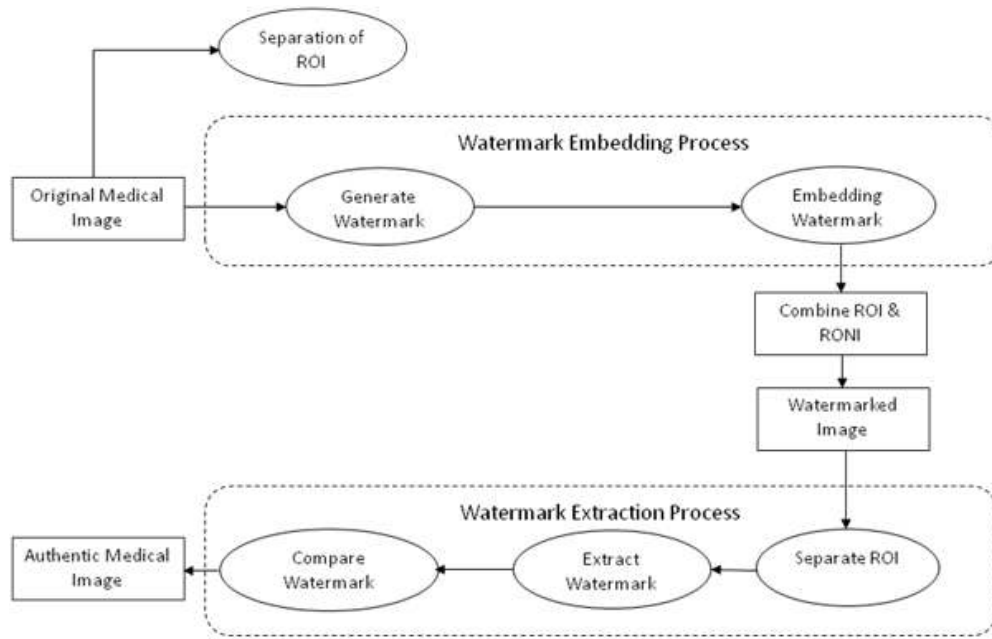 Separation of
ROI
Watermark Embedding Process
Original Medical
Image
Generate
Watermark
Embedding
Watermark
Combine ROI &
RONI
Watermarked
Image
Watermark Extraction Process
Authentic Medical
Image
Compare
Watermark
Extract
Watermark
Separate ROI